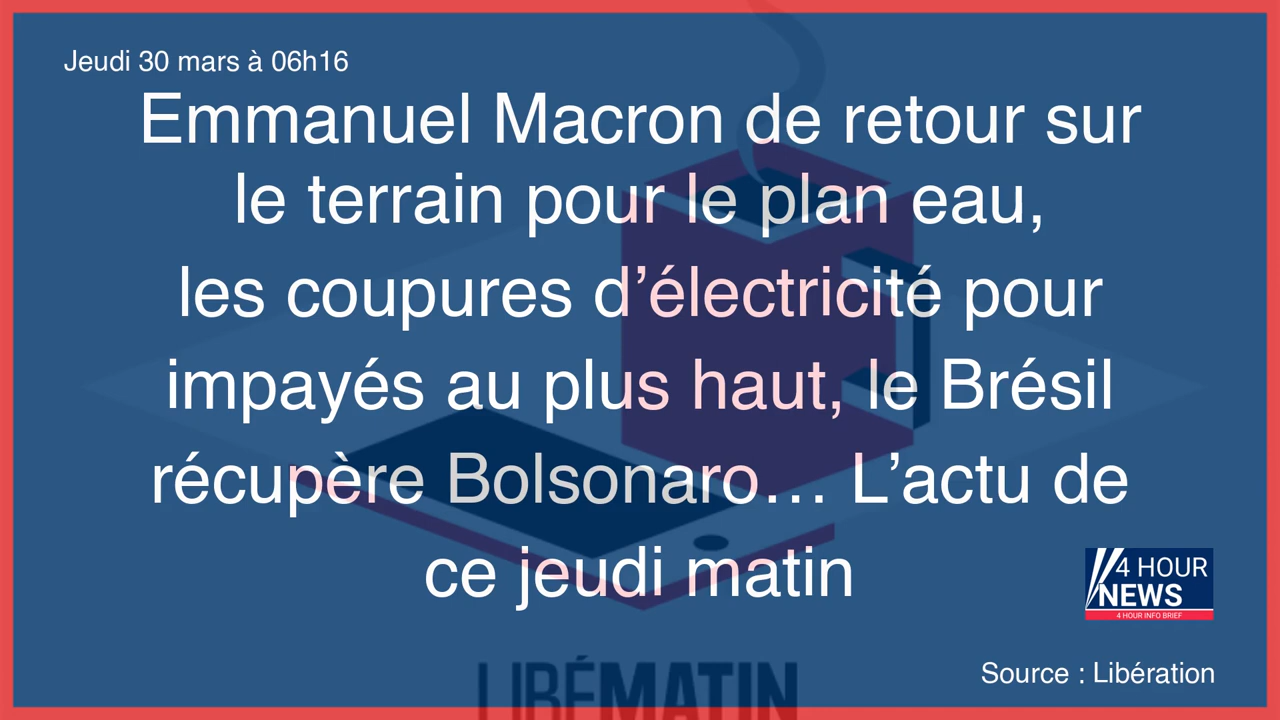 Jeudi 30 mars à 06h16
Emmanuel Macron de retour sur
le terrain pour le plan eau,
les coupures d’électricité pour
impayés au plus haut, le Brésil
récupère Bolsonaro… L’actu de
ce jeudi matin
4 HOUR
NEWS
4 HOUR INFO BRIEF
Source : Libération
LIBÉMATIN